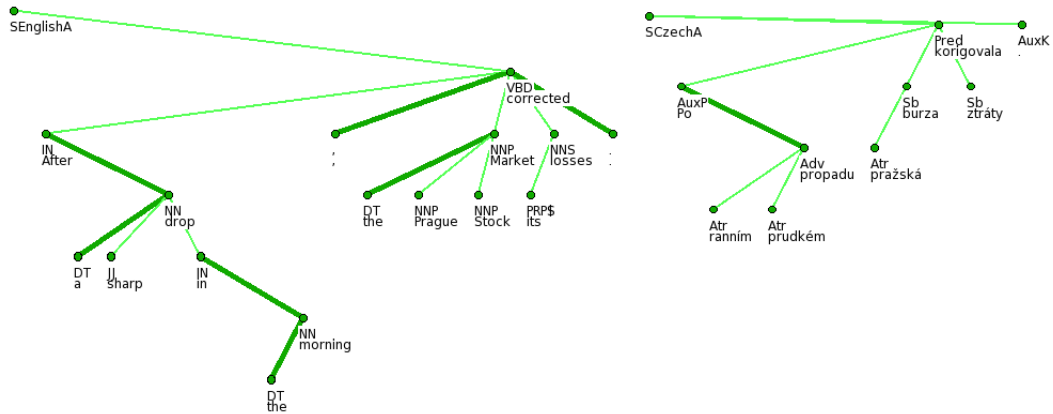 SEnglishA
VBD
corrected
IN
After
,
,
NNP
Market
NNS
losses
.
.
NN
drop
DT
the
NNP
Prague
NNP
Stock
PRP$
its
DT
a
JJ
sharp
IN
in
NN
morning
DT
the
SCzechA
Pred
korigovala
AuxK
.
AuxP
Po
Sb
burza
Sb
ztráty
Adv
propadu
Atr
pražská
Atr
ranním
Atr
prudkém